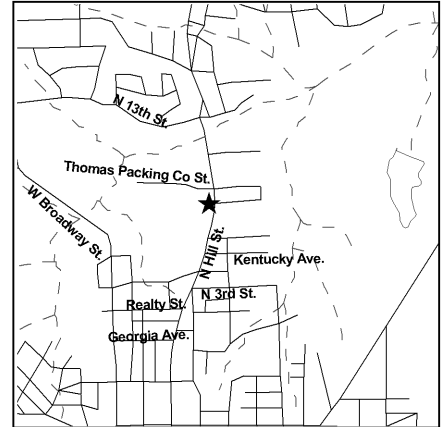 N 13th St.
Thomas Packing Co St.
W Broadway St.
N Hill St.
Kentucky Ave.
N 3rd St.
Realty St.
Georgia Ave.